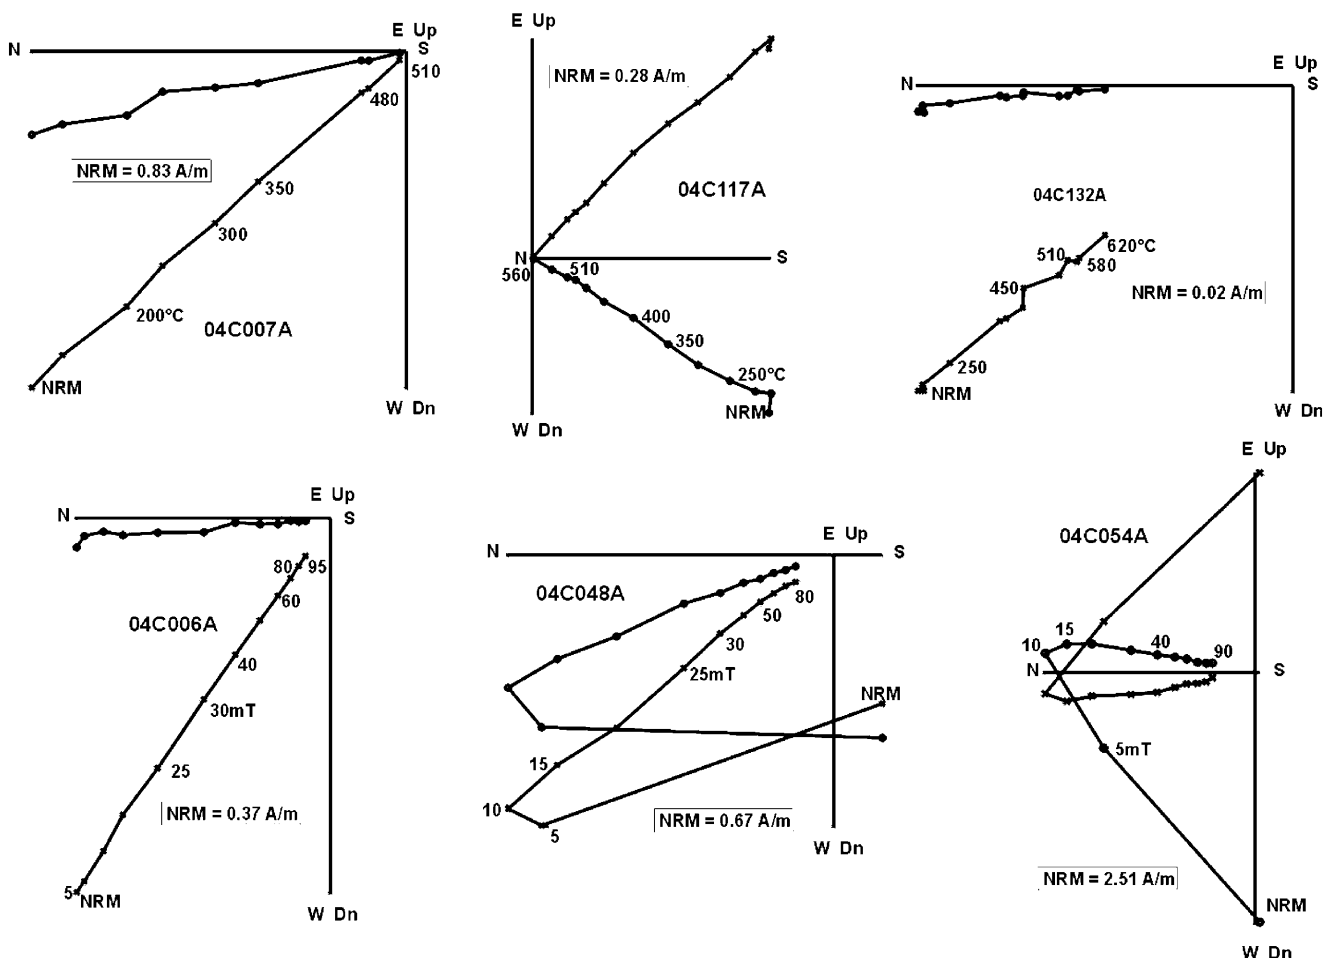 E Up
N
S
510
480
NRM = 0.83 A/m
350
300
200°C
04C007A
NRM
W Dn
E Up
NRM = 0.28 A/m
04C117A
N
S
560
510
400
350
250°C
NRM
W Dn
E Up
N
S
04C132A
620°C
510
580
450
NRM = 0.02 A/m
250
NRM
W Dn
E Up
N
S
80
95
60
04C006A
40
30mT
25
NRM = 0.37 A/m
5
NRM
W Dn
E Up
N
S
04C048A
80
50
30
25mT
NRM
15
10
5
NRM = 0.67 A/m
W Dn
E Up
04C054A
10
15
40
90
N
S
5mT
NRM = 2.51 A/m
NRM
W Dn